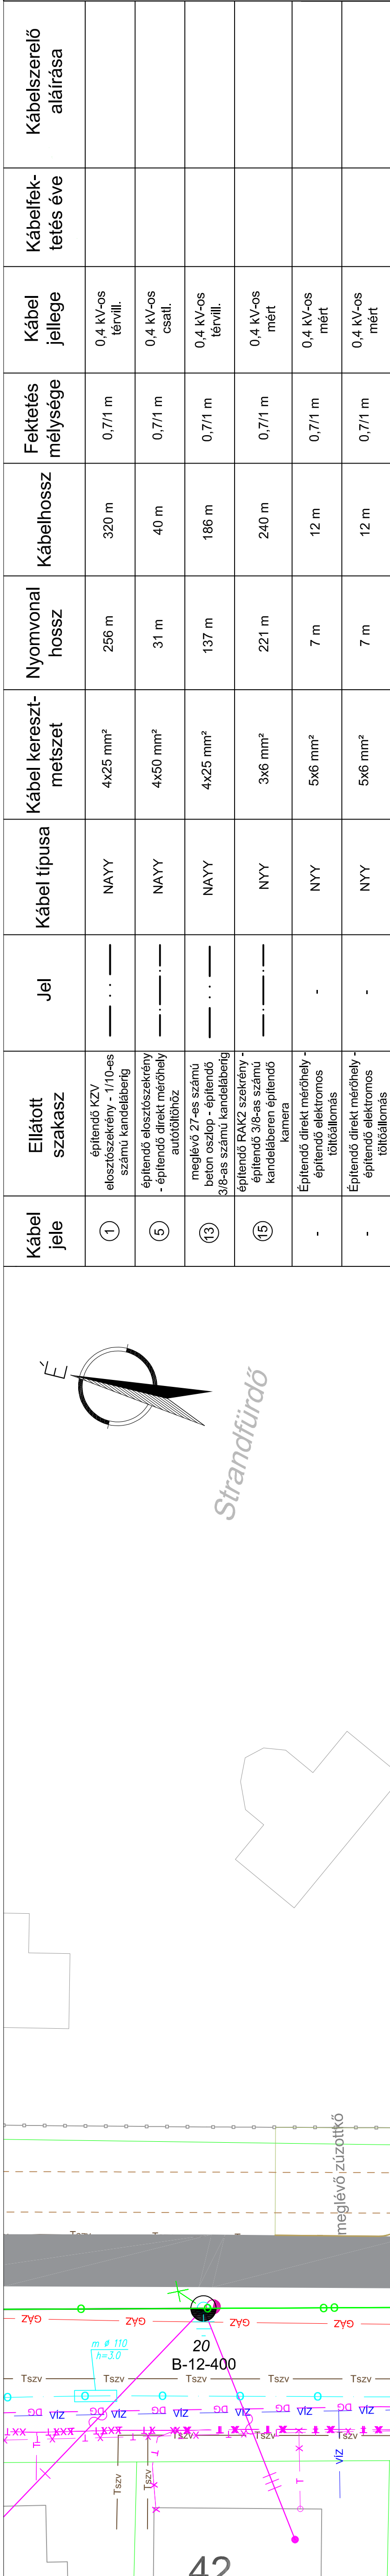 Kábel jele
Ellátott szakasz
Jel
Kábel típusa
Kábel kereszt-metszet
Nyomvonal hossz
Kábelhossz
Fektetés mélysége
Kábel jellege
Kábelfek-tetés éve
Kábelszerelő aláírása
1
építendő KZV
elosztószekrény - 1/10-es
számú kandeláberig
NAYY
4x25 mm²
256 m
320 m
0,7/1 m
0,4 kV-os
térvill.
5
építendő elosztószekrény
- építendő direkt mérőhely
autótöltőhöz
NAYY
4x50 mm²
31 m
40 m
0,7/1 m
0,4 kV-os
csatl.
13
meglévő 27-es számú
beton oszlop - építendő
3/8-as számú kandeláberig
NAYY
4x25 mm²
137 m
186 m
0,7/1 m
0,4 kV-os
térvill.
15
építendő RAK2 szekrény -
építendő 3/8-as számú
kandeláberen építendő
kamera
NYY
3x6 mm²
221 m
240 m
0,7/1 m
0,4 kV-os
mért
-
Építendő direkt mérőhely -
építendő elektromos
töltőállomás
-
NYY
5x6 mm²
7 m
12 m
0,7/1 m
0,4 kV-os
mért
-
Építendő direkt mérőhely -
építendő elektromos
töltőállomás
-
NYY
5x6 mm²
7 m
12 m
0,7/1 m
0,4 kV-os
mért
É
Strandfürdő
meglévő zúzottkő
GÁZ
GÁZ
GÁZ
GÁZ
20
B-12-400
m. ø 110
h=3.0
Tszv
Tszv
Tszv
Tszv
DG
VÍZ
DG
VÍZ
DG
VÍZ
DG
VÍZ
Tszv
Tszv
Tszv
Tszv
VÍZ
42